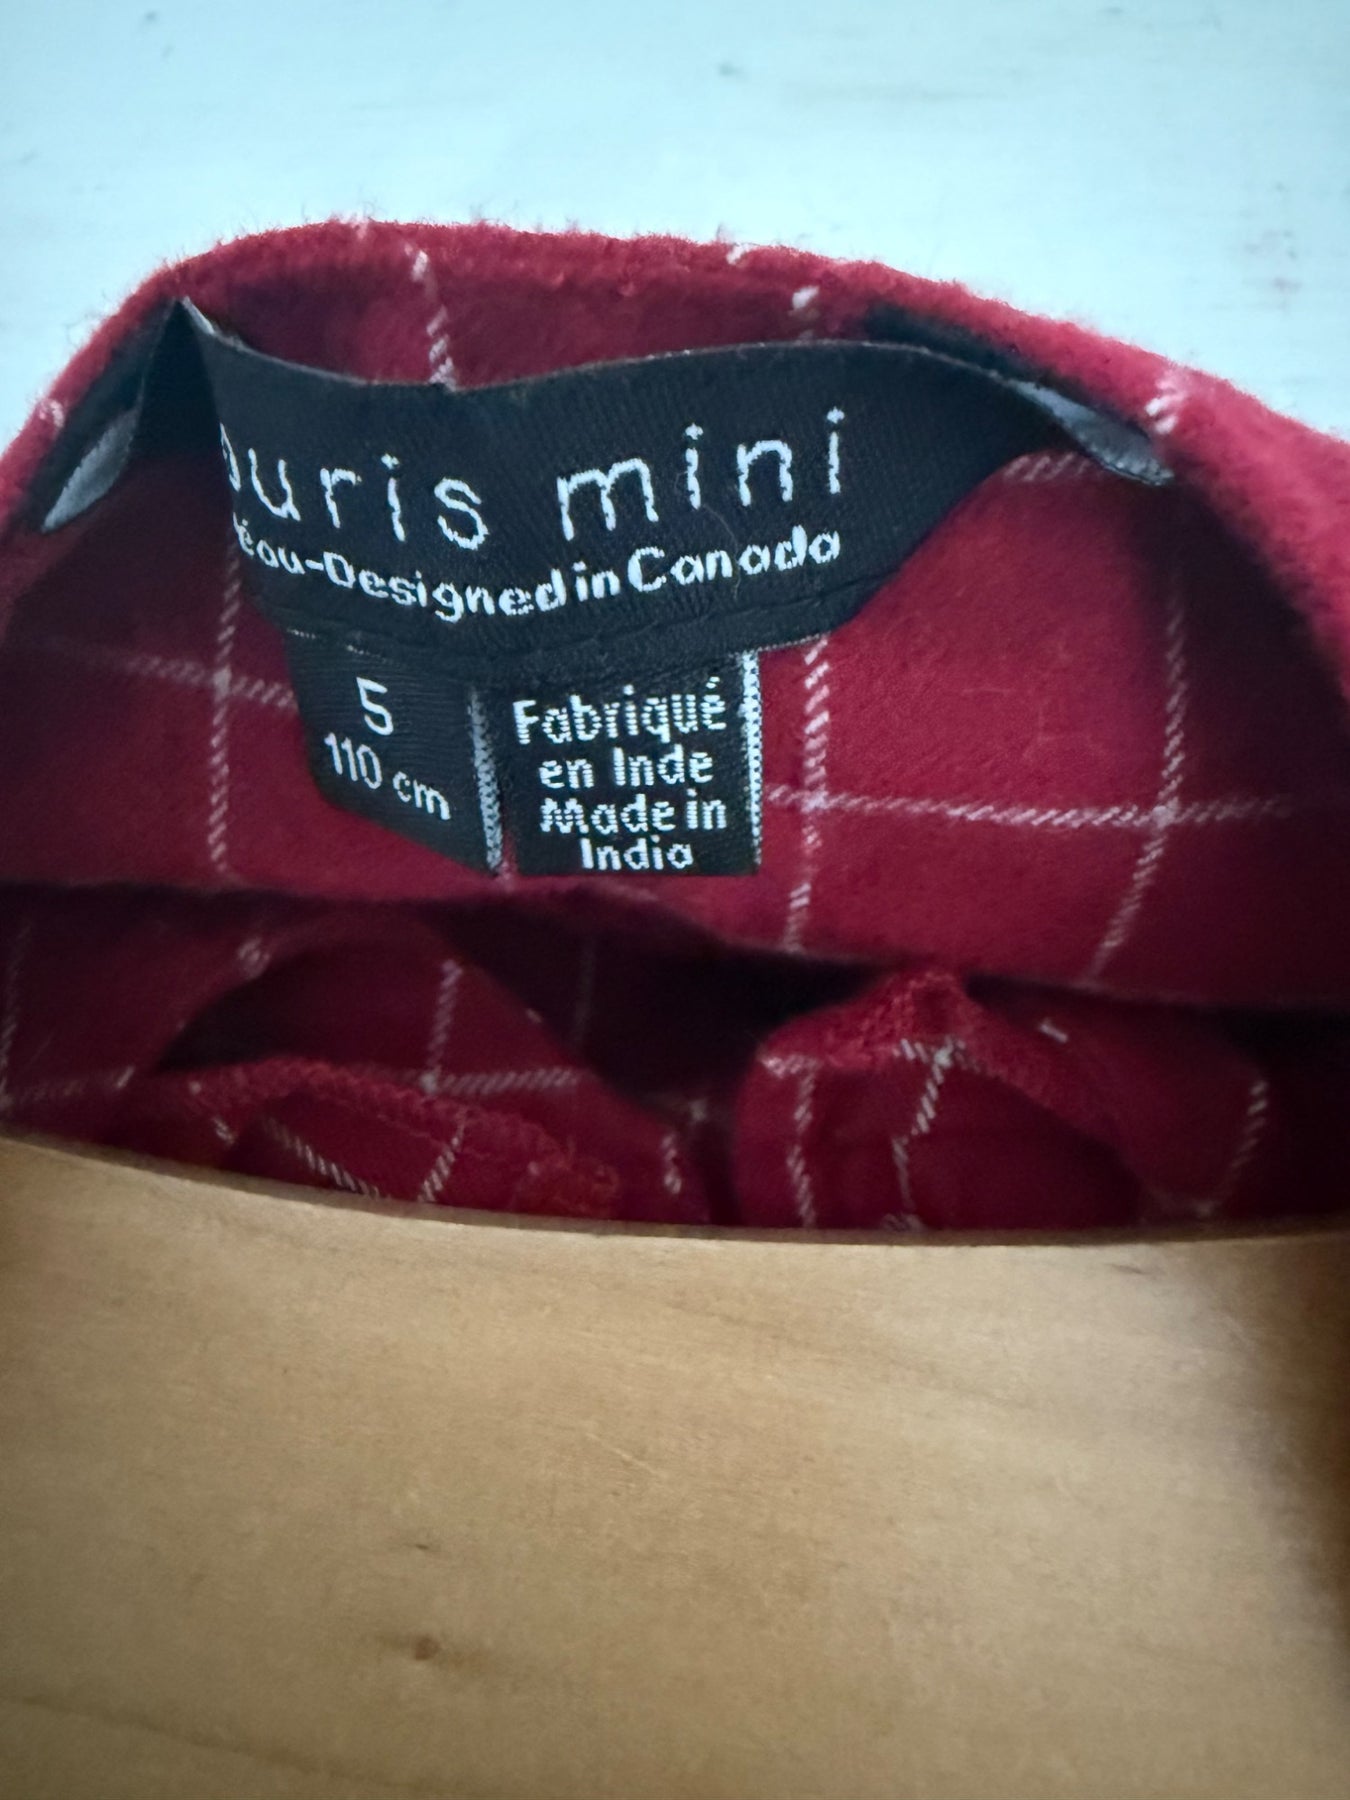 ouris mini
éau-Designed in Canada
5
110 cm
Fabriqué
en Inde
Made in
India